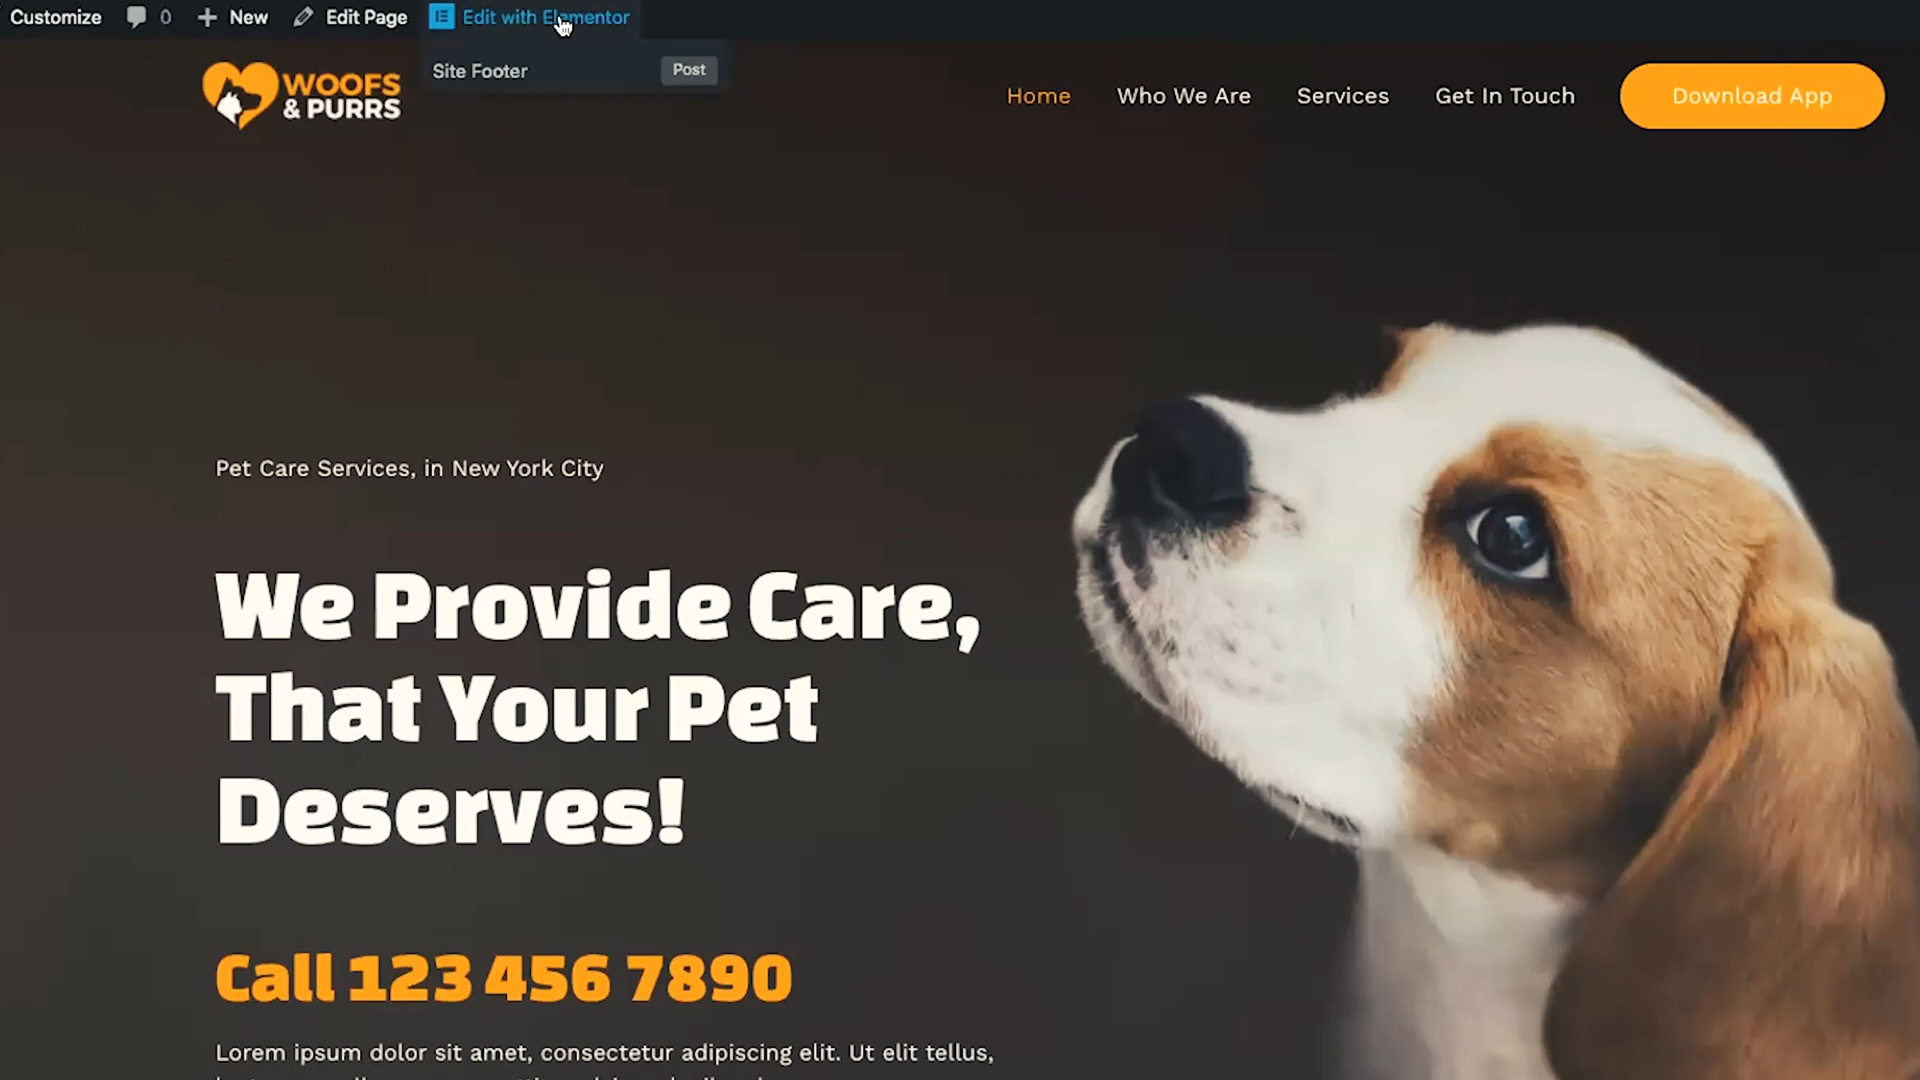 Customize 0 New Edit Page Edit with Elementor
Site Footer Post
WOOFS
& PURRS
Home Who We Are Services Get In Touch Download App
Pet Care Services, in New York City
We Provide Care,
That Your Pet
Deserves!
Call 123 456 7890
Lorem ipsum dolor sit amet, consectetur adipiscing elit. Ut elit tellus,